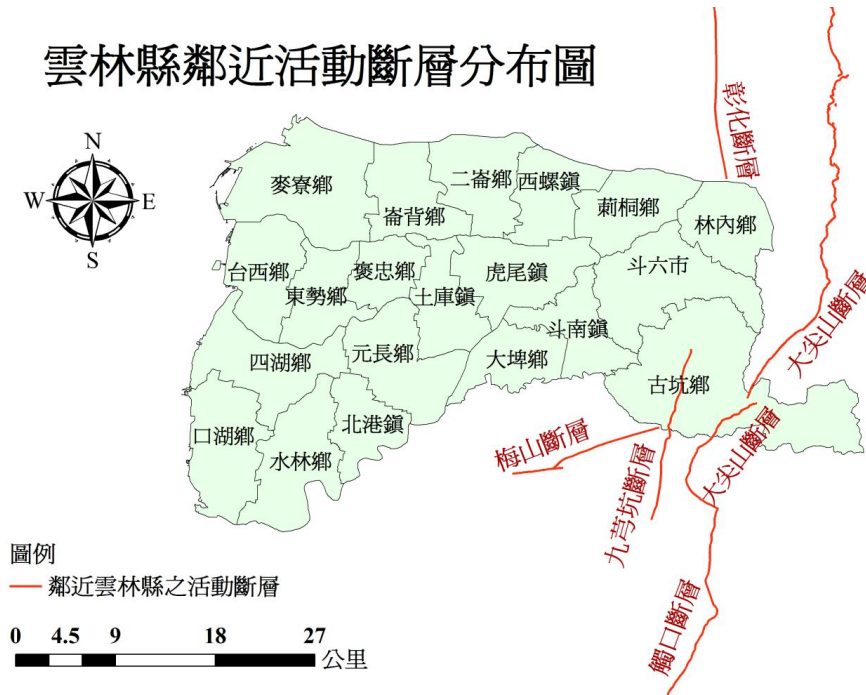 雲林縣鄰近活動斷層分布圖
彰化斷層
N
W
E
S
麥寮鄉
二崙鄉
西螺鎮
崙背鄉
莿桐鄉
林內鄉
台西鄉
東勢鄉
褒忠鄉
土庫鎮
虎尾鎮
斗六市
大尖山斷層
四湖鄉
元長鄉
大埤鄉
斗南鎮
古坑鄉
口湖鄉
水林鄉
北港鎮
梅山斷層
九芎坑斷層
大尖山斷層
觸口斷層
圖例
鄰近雲林縣之活動斷層
0 4.5 9 18 27
公里